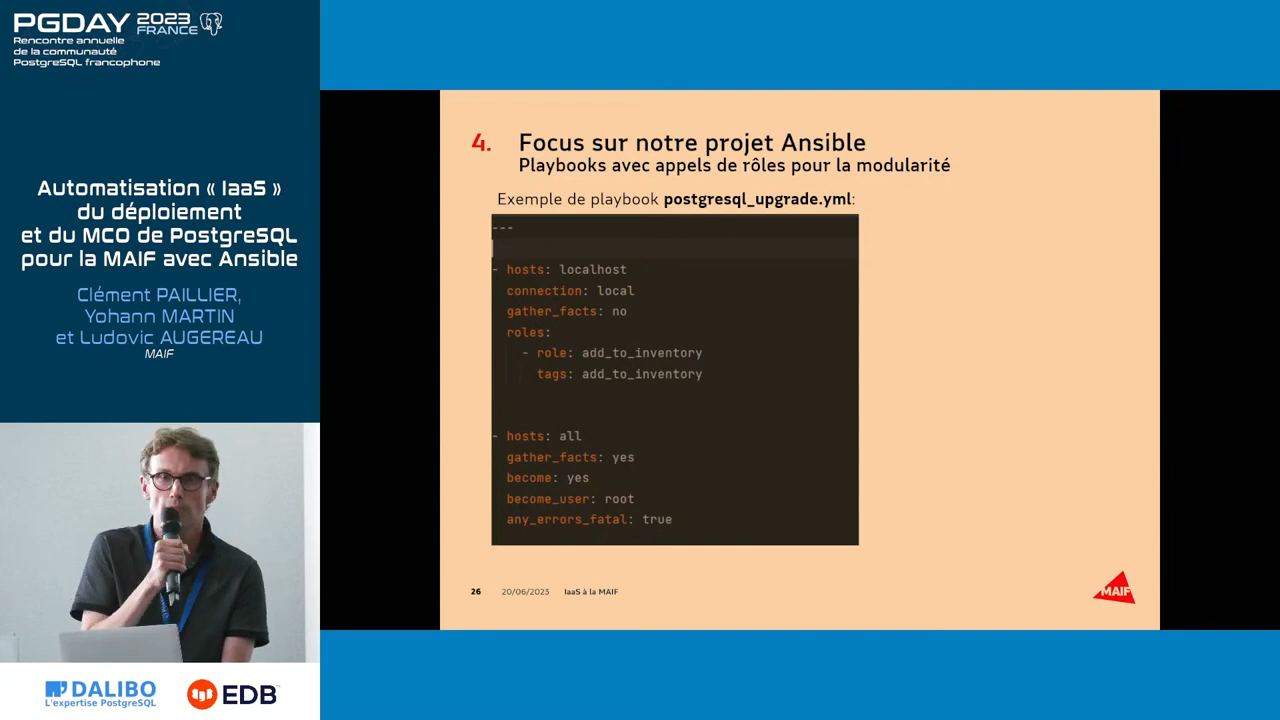 PGDAY 2023 FRANCE
Rencontre annuelle
de la communauté
PostgreSQL francophone
Automatisation « IaaS »
du déploiement
et du MCO de PostgreSQL
pour la MAIF avec Ansible
Clément PAILLIER,
Yohann MARTIN
et Ludovic AUGEREAU
MAIF
DALIBO
L'expertise PostgreSQL
EDB
4. Focus sur notre projet Ansible
Playbooks avec appels de rôles pour la modularité
Exemple de playbook postgresql_upgrade.yml:
---
- hosts: localhost
connection: local
gather_facts: no
roles:
- role: add_to_inventory
tags: add_to_inventory
- hosts: all
gather_facts: yes
become: yes
become_user: root
any_errors_fatal: true
26 20/06/2023 IaaS à la MAIF
MAIF